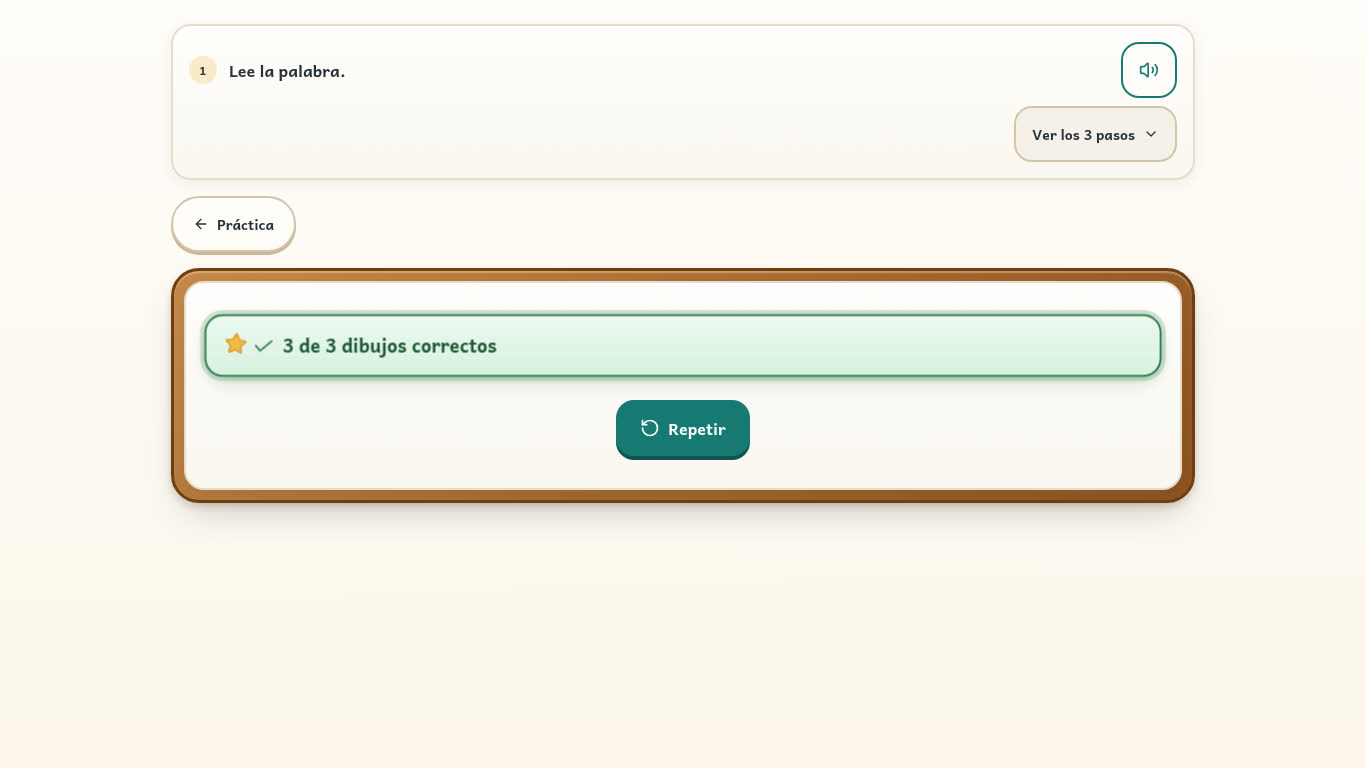 1 Lee la palabra.
Ver los 3 pasos
Práctica
3 de 3 dibujos correctos
Repetir